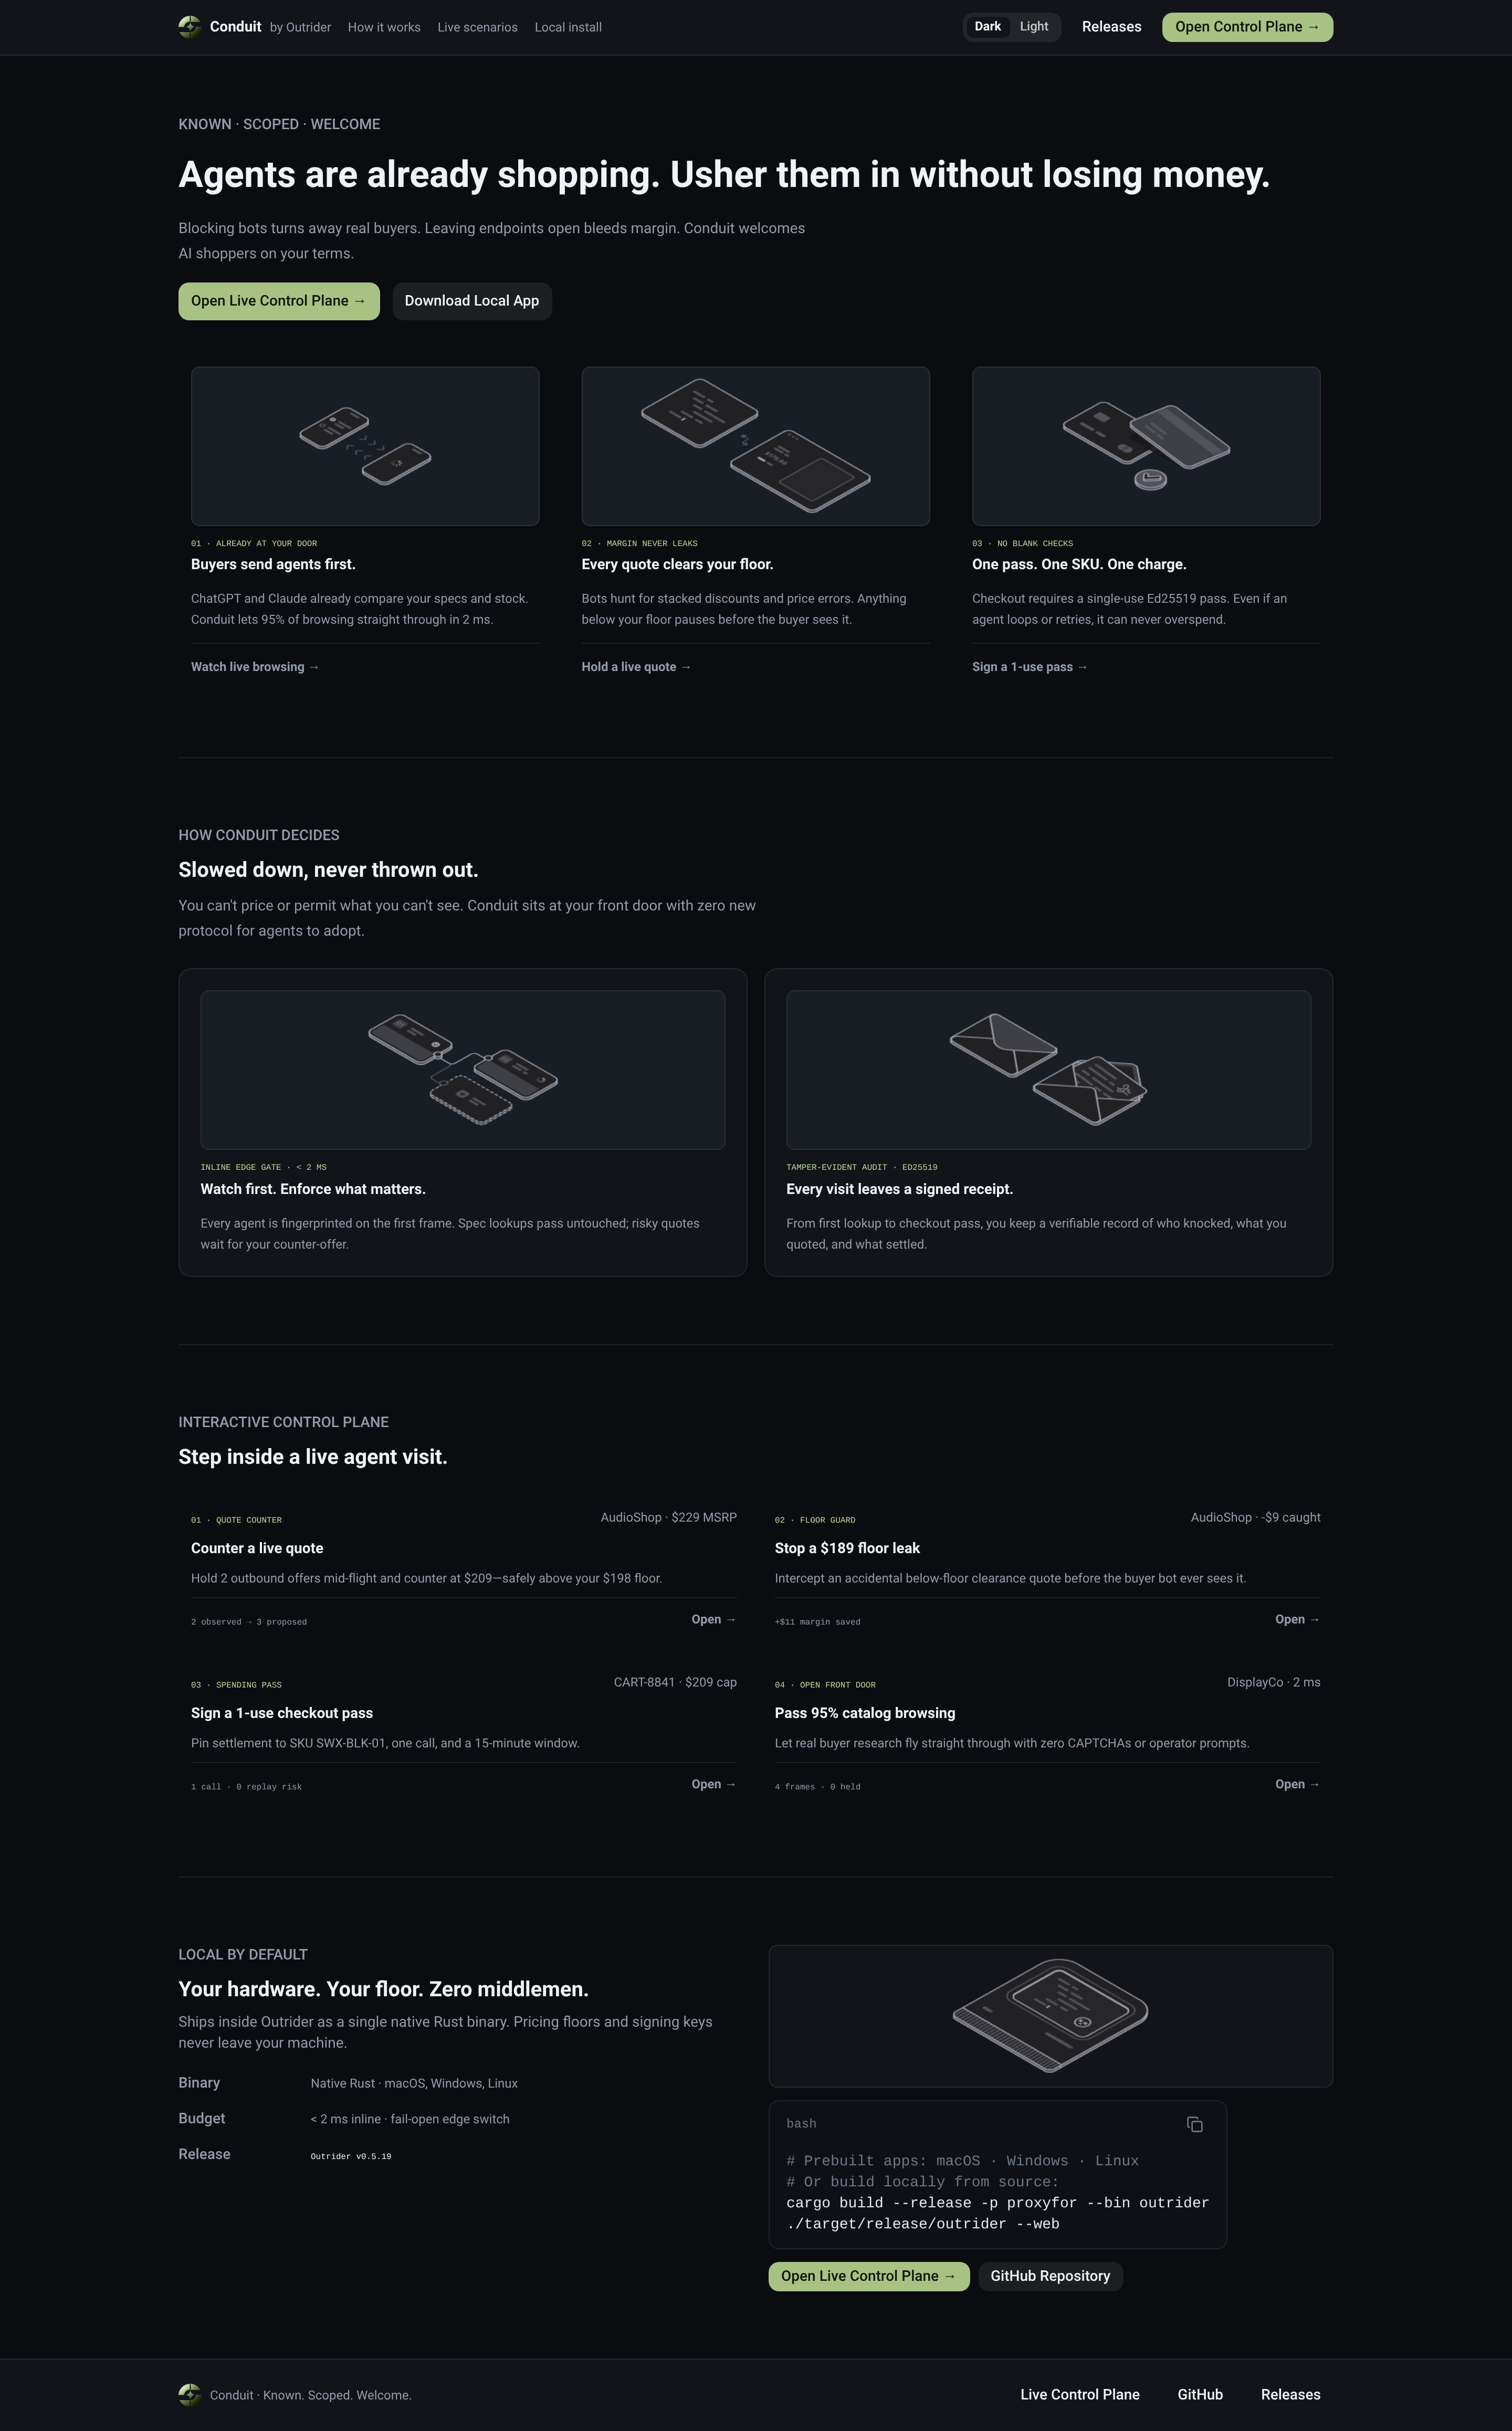 Conduit by Outrider How it works Live scenarios Local install Dark Light Releases Open Control Plane →
KNOWN · SCOPED · WELCOME
Agents are already shopping. Usher them in without losing money.
Blocking bots turns away real buyers. Leaving endpoints open bleeds margin. Conduit welcomes
AI shoppers on your terms.
Open Live Control Plane → Download Local App
01 · ALREADY AT YOUR DOOR
Buyers send agents first.
ChatGPT and Claude already compare your specs and stock.
Conduit lets 95% of browsing straight through in 2 ms.
Watch live browsing →
02 · MARGIN NEVER LEAKS
Every quote clears your floor.
Bots hunt for stacked discounts and price errors. Anything
below your floor pauses before the buyer sees it.
Hold a live quote →
03 · NO BLANK CHECKS
One pass. One SKU. One charge.
Checkout requires a single-use Ed25519 pass. Even if an
agent loops or retries, it can never overspend.
Sign a 1-use pass →
HOW CONDUIT DECIDES
Slowed down, never thrown out.
You can't price or permit what you can't see. Conduit sits at your front door with zero new
protocol for agents to adopt.
INLINE EDGE GATE · < 2 MS
Watch first. Enforce what matters.
Every agent is fingerprinted on the first frame. Spec lookups pass untouched; risky quotes
wait for your counter-offer.
TAMPER-EVIDENT AUDIT · ED25519
Every visit leaves a signed receipt.
From first lookup to checkout pass, you keep a verifiable record of who knocked, what you
quoted, and what settled.
INTERACTIVE CONTROL PLANE
Step inside a live agent visit.
01 · QUOTE COUNTER AudioShop · $229 MSRP
Counter a live quote
Hold 2 outbound offers mid-flight and counter at $209—safely above your $198 floor.
2 observed → 3 proposed Open →
02 · FLOOR GUARD AudioShop · -$9 caught
Stop a $189 floor leak
Intercept an accidental below-floor clearance quote before the buyer bot ever sees it.
+$11 margin saved Open →
03 · SPENDING PASS CART-8841 · $209 cap
Sign a 1-use checkout pass
Pin settlement to SKU SWX-BLK-01, one call, and a 15-minute window.
1 call · 0 replay risk Open →
04 · OPEN FRONT DOOR DisplayCo · 2 ms
Pass 95% catalog browsing
Let real buyer research fly straight through with zero CAPTCHAs or operator prompts.
4 frames · 0 held Open →
LOCAL BY DEFAULT
Your hardware. Your floor. Zero middlemen.
Ships inside Outrider as a single native Rust binary. Pricing floors and signing keys
never leave your machine.
Binary Native Rust · macOS, Windows, Linux
Budget < 2 ms inline · fail-open edge switch
Release Outrider v0.5.19
bash
# Prebuilt apps: macOS · Windows · Linux
# Or build locally from source:
cargo build --release -p proxyfor --bin outrider
./target/release/outrider --web
Open Live Control Plane → GitHub Repository
Conduit · Known. Scoped. Welcome. Live Control Plane GitHub Releases